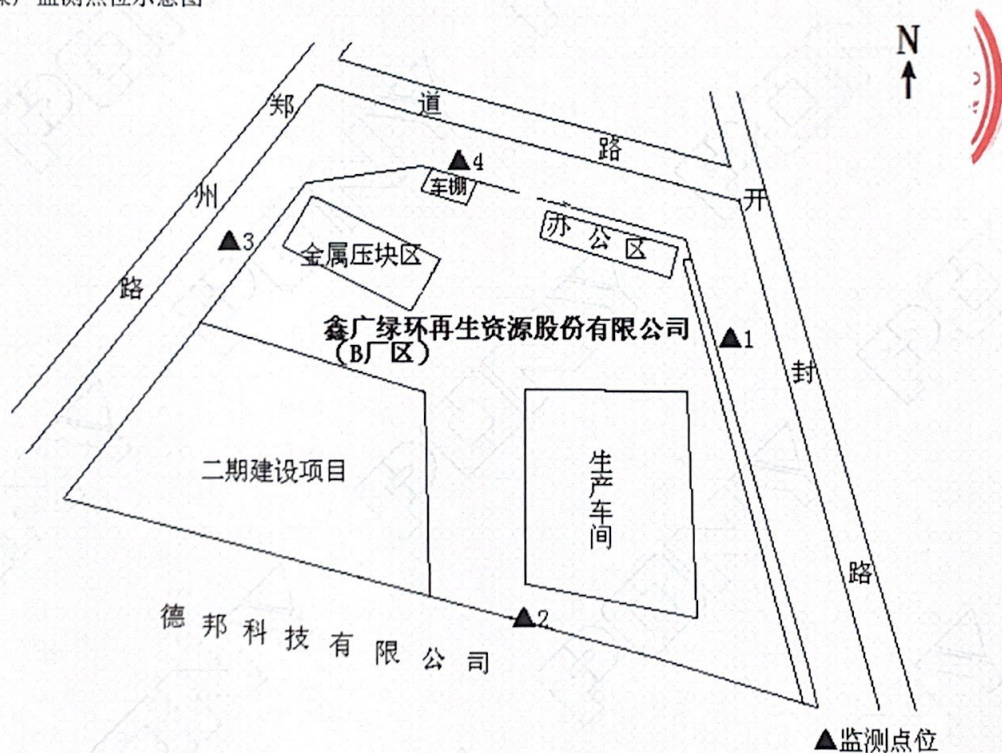 监测点位示意图
N
郑州路
道路
开封路
▲4
车棚
办公区
▲3
金属压块区
鑫广绿环再生资源股份有限公司
(B厂区)
▲1
二期建设项目
生产车间
▲2
德邦科技有限公司
▲监测点位